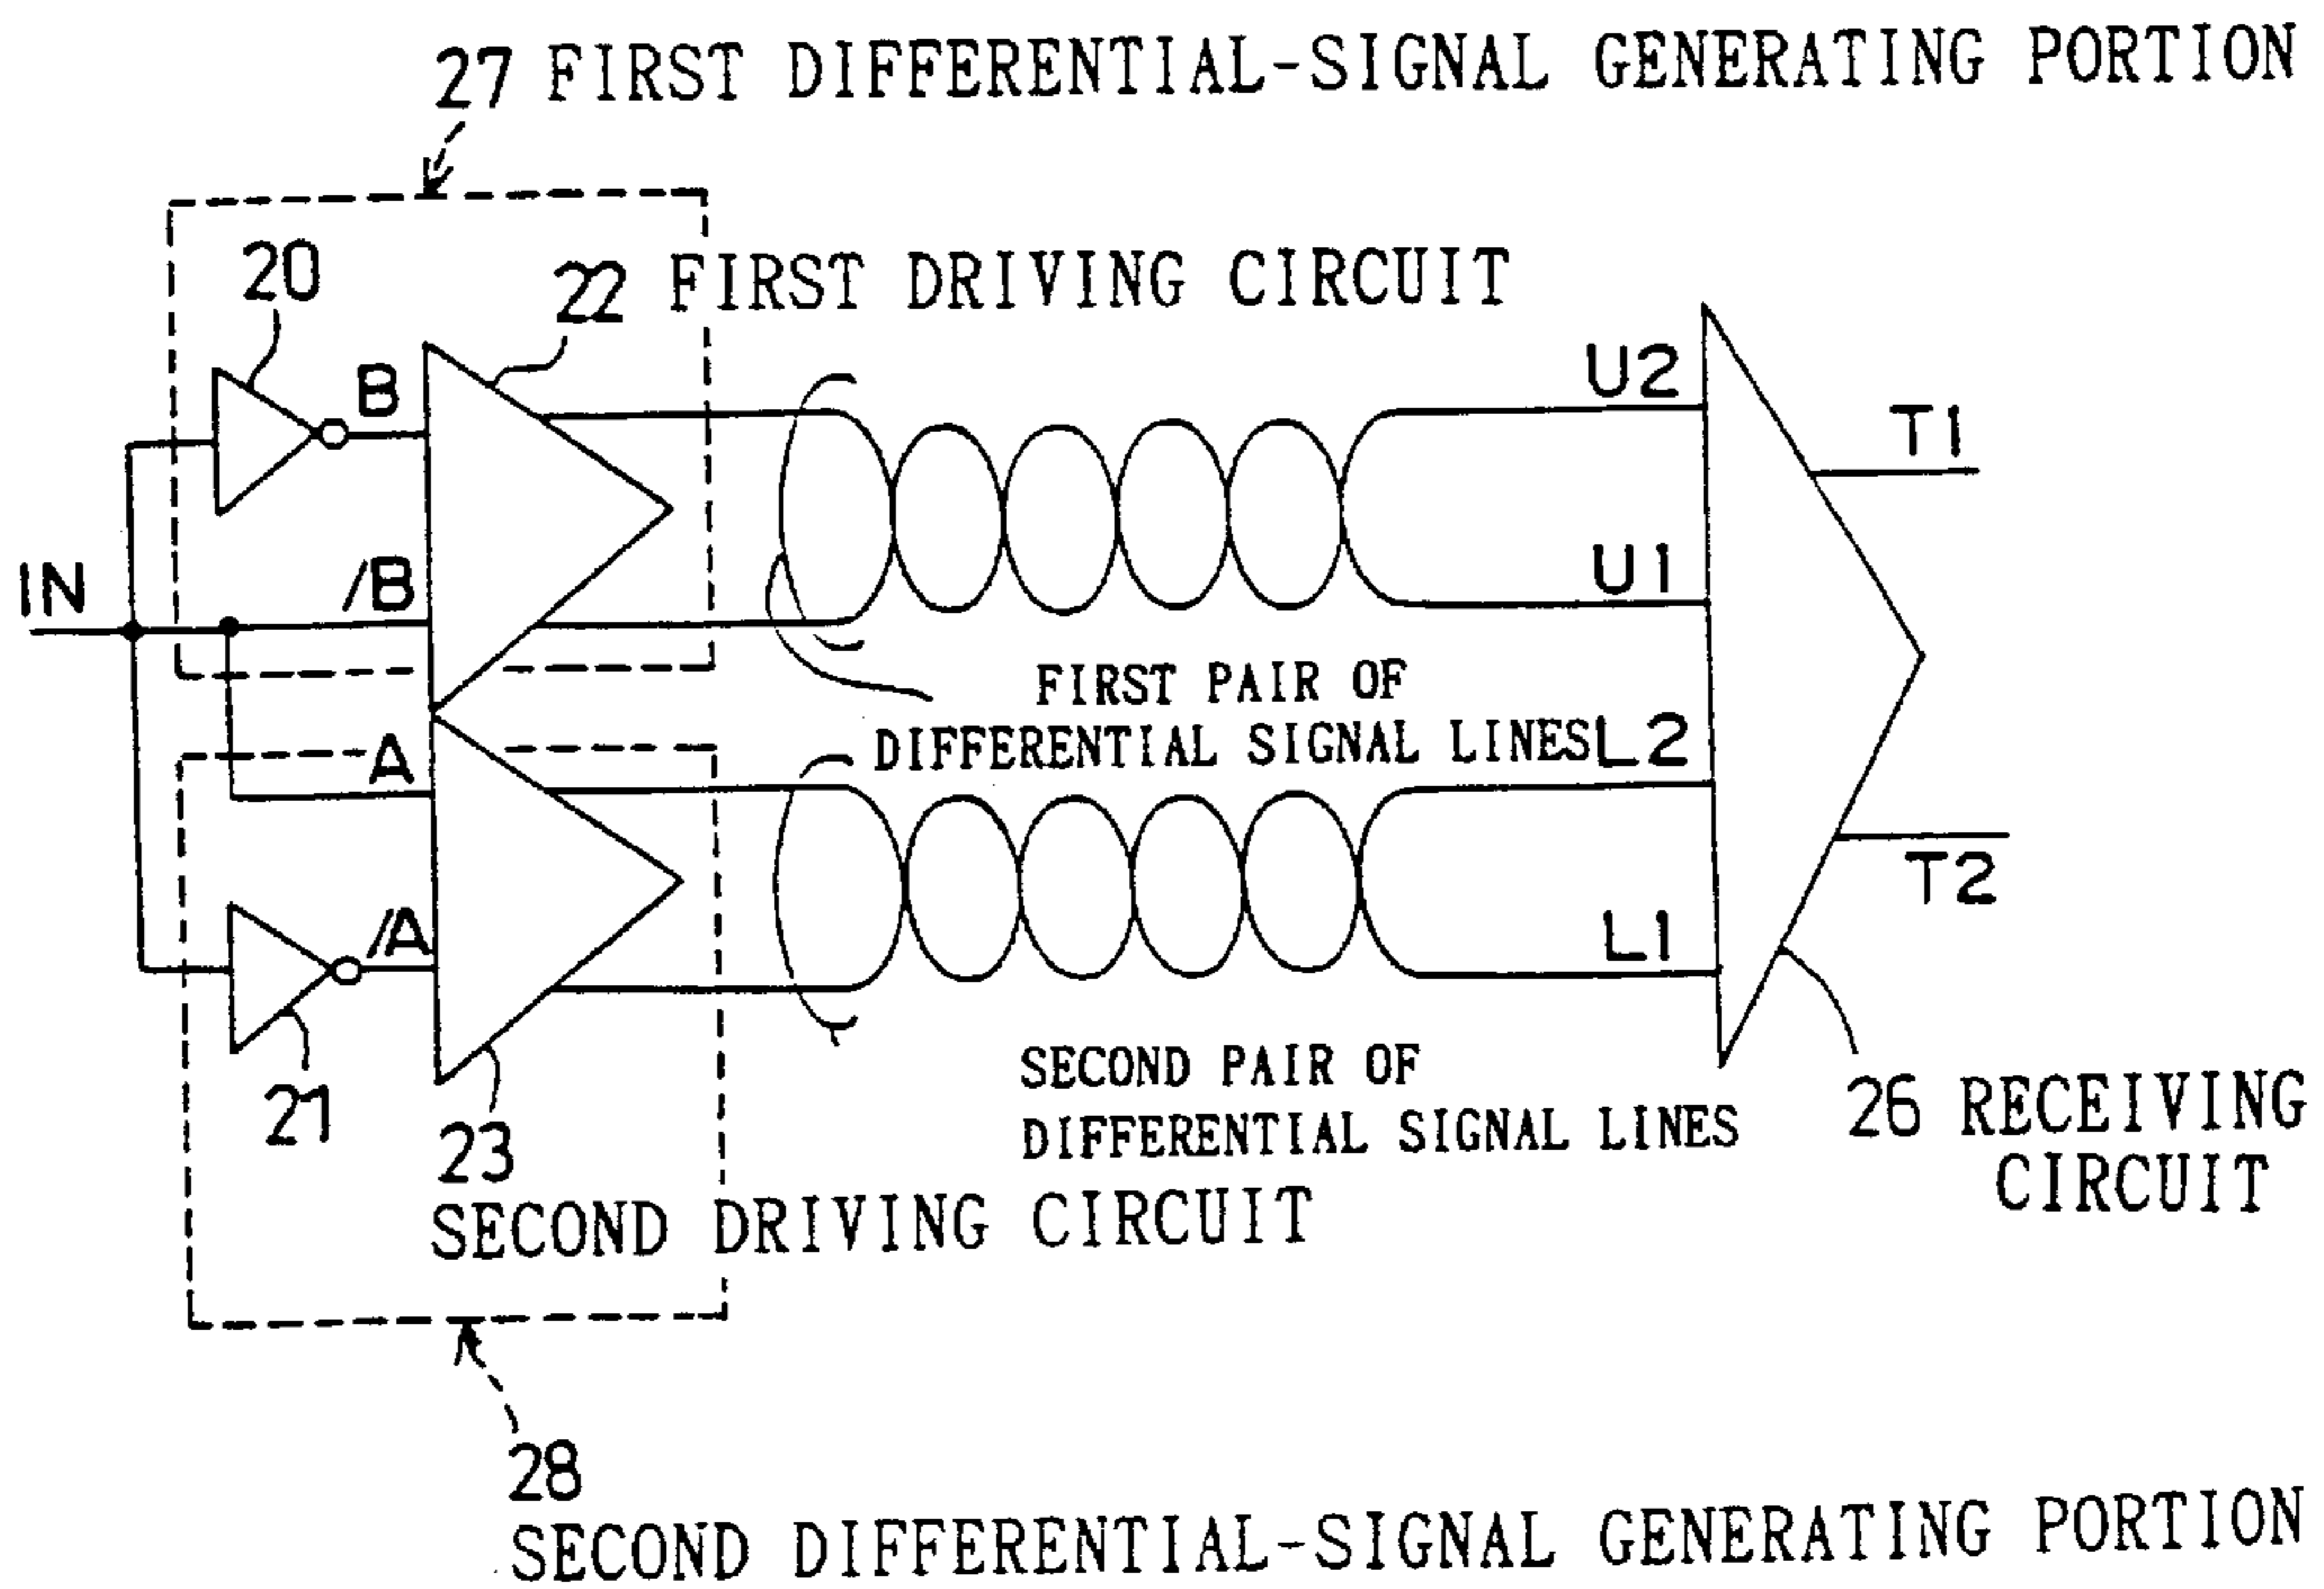 27 FIRST DIFFERENTIAL-SIGNAL GENERATING PORTION
20
22 FIRST DRIVING CIRCUIT
B
U2
T1
IN
/B
U1
FIRST PAIR OF
DIFFERENTIAL SIGNAL LINES
L2
A
T2
/A
L1
21
23
SECOND DRIVING CIRCUIT
SECOND PAIR OF
DIFFERENTIAL SIGNAL LINES
26 RECEIVING
CIRCUIT
28
SECOND DIFFERENTIAL-SIGNAL GENERATING PORTION